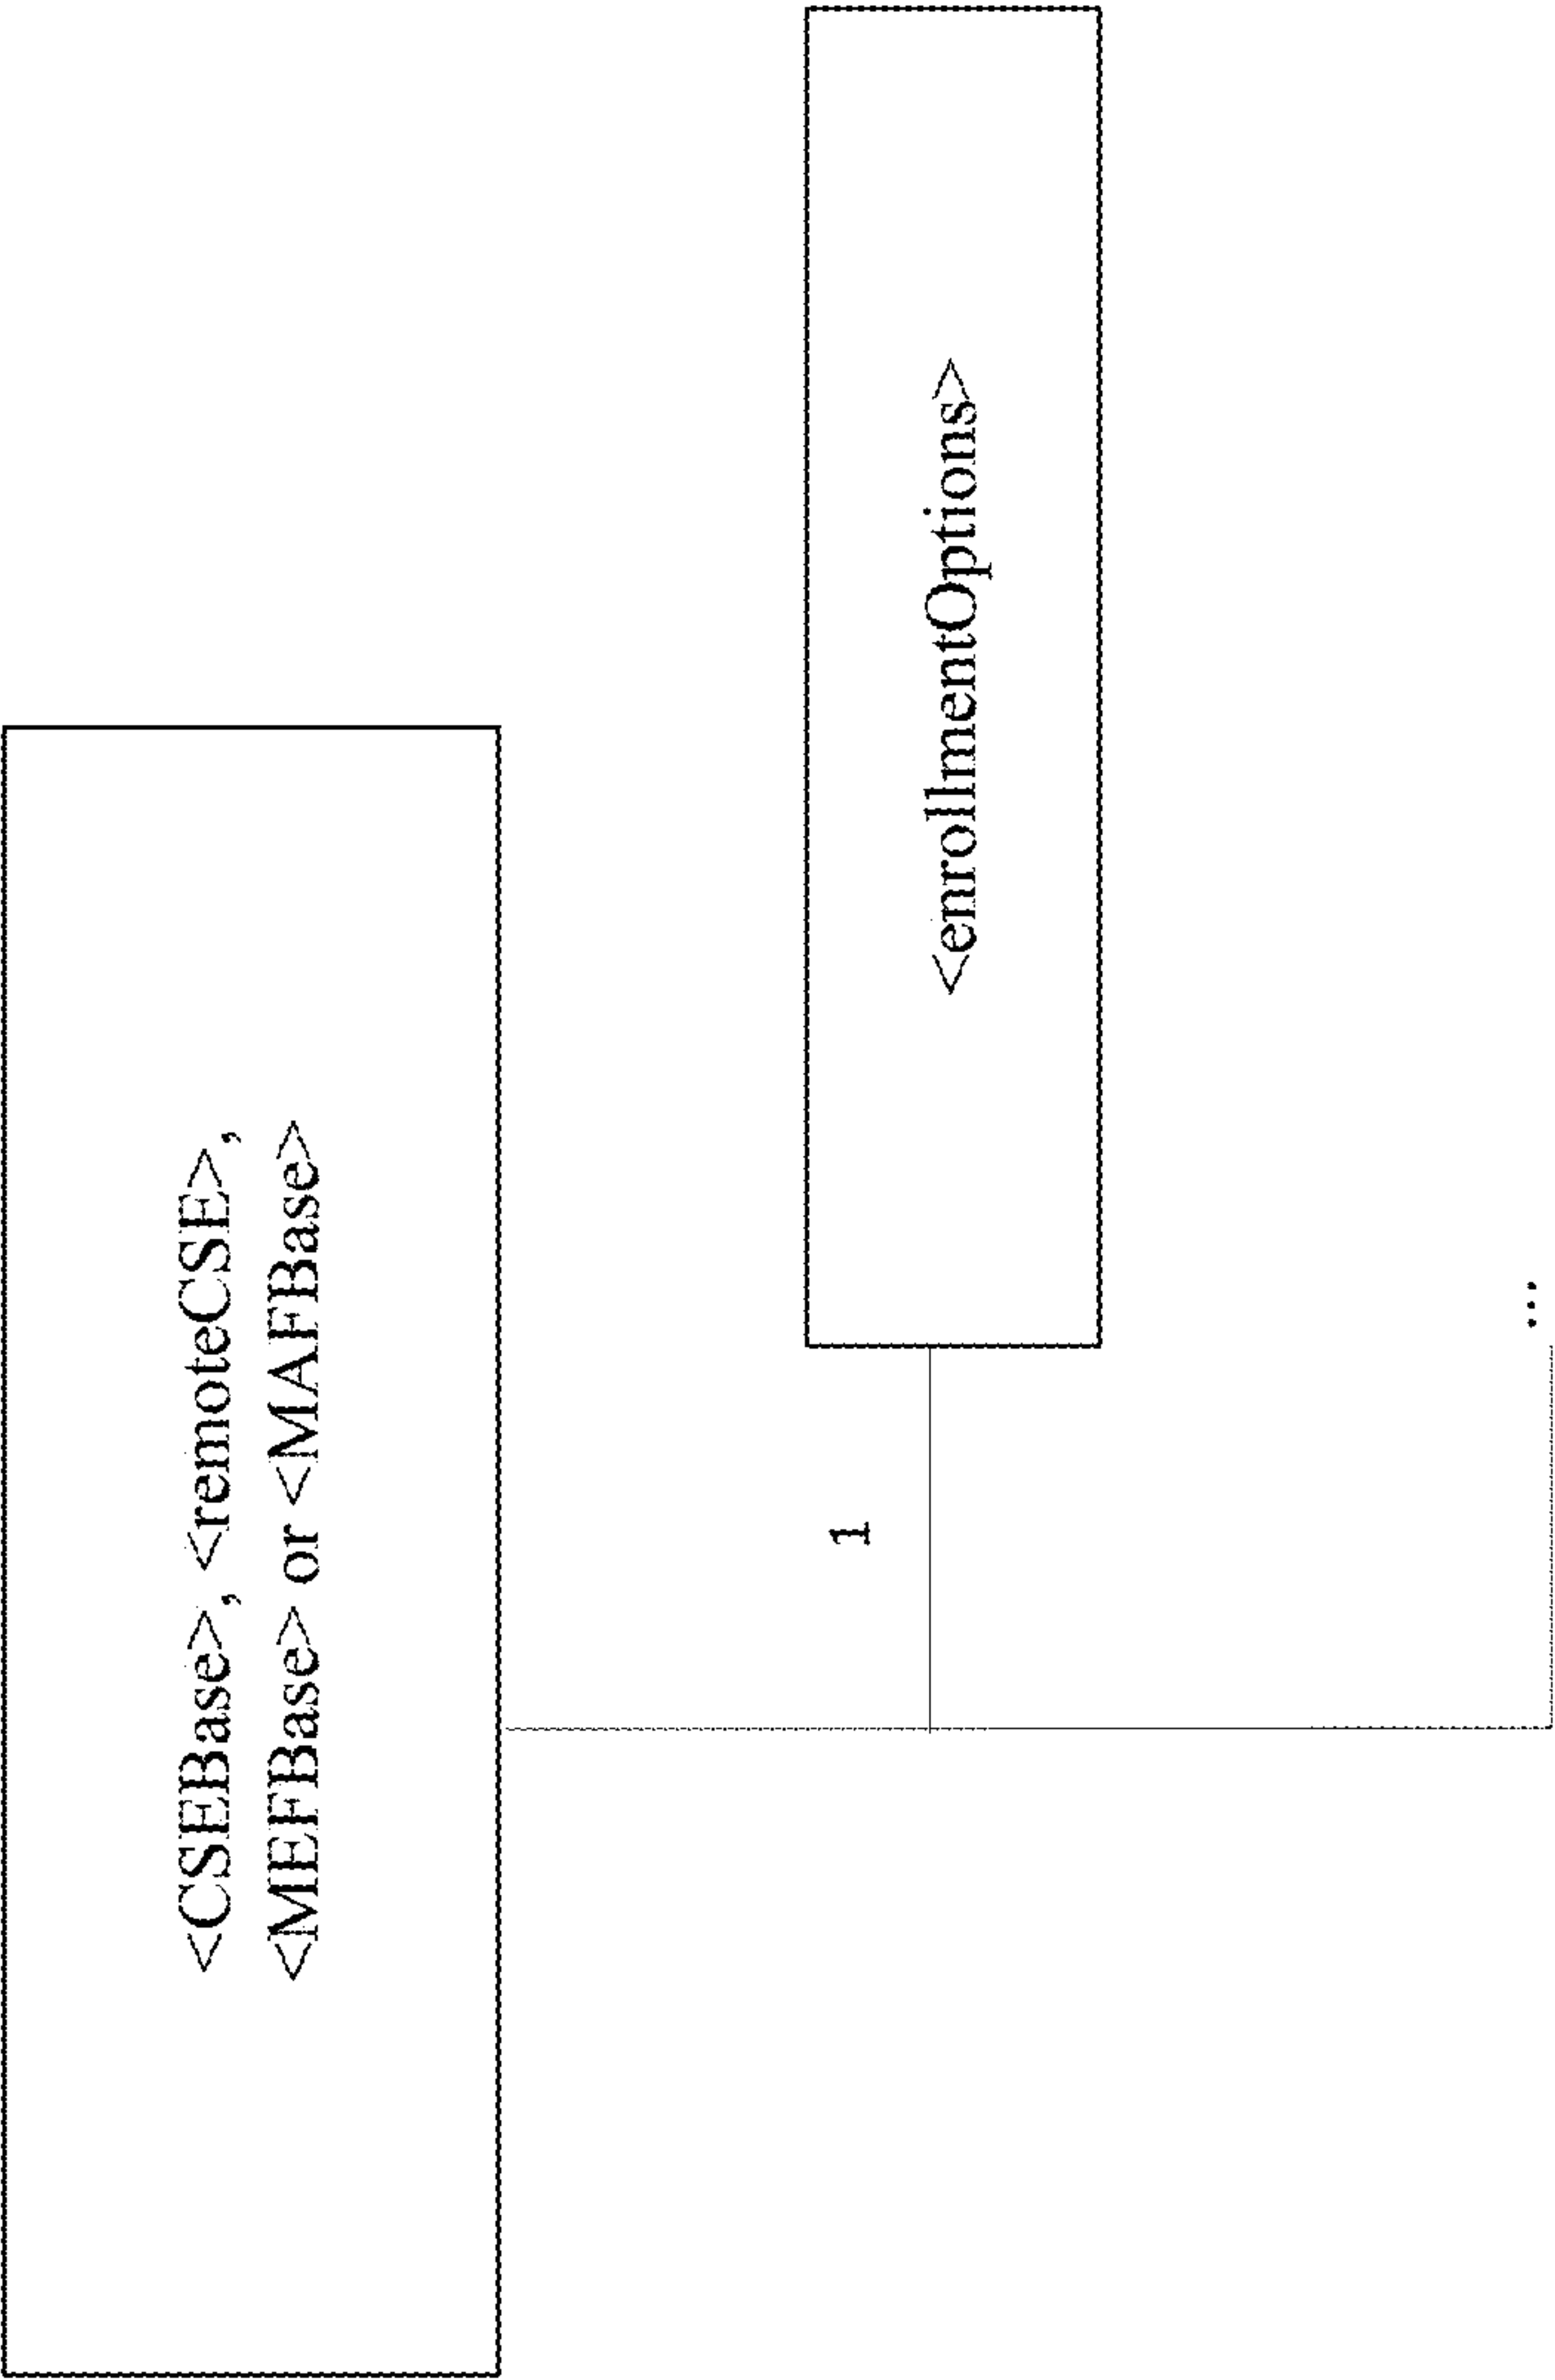 <CSEBase>, <remoteCSE>,
<MEFBase> or <MAFBase>
1
<enrollmentOptions>
...